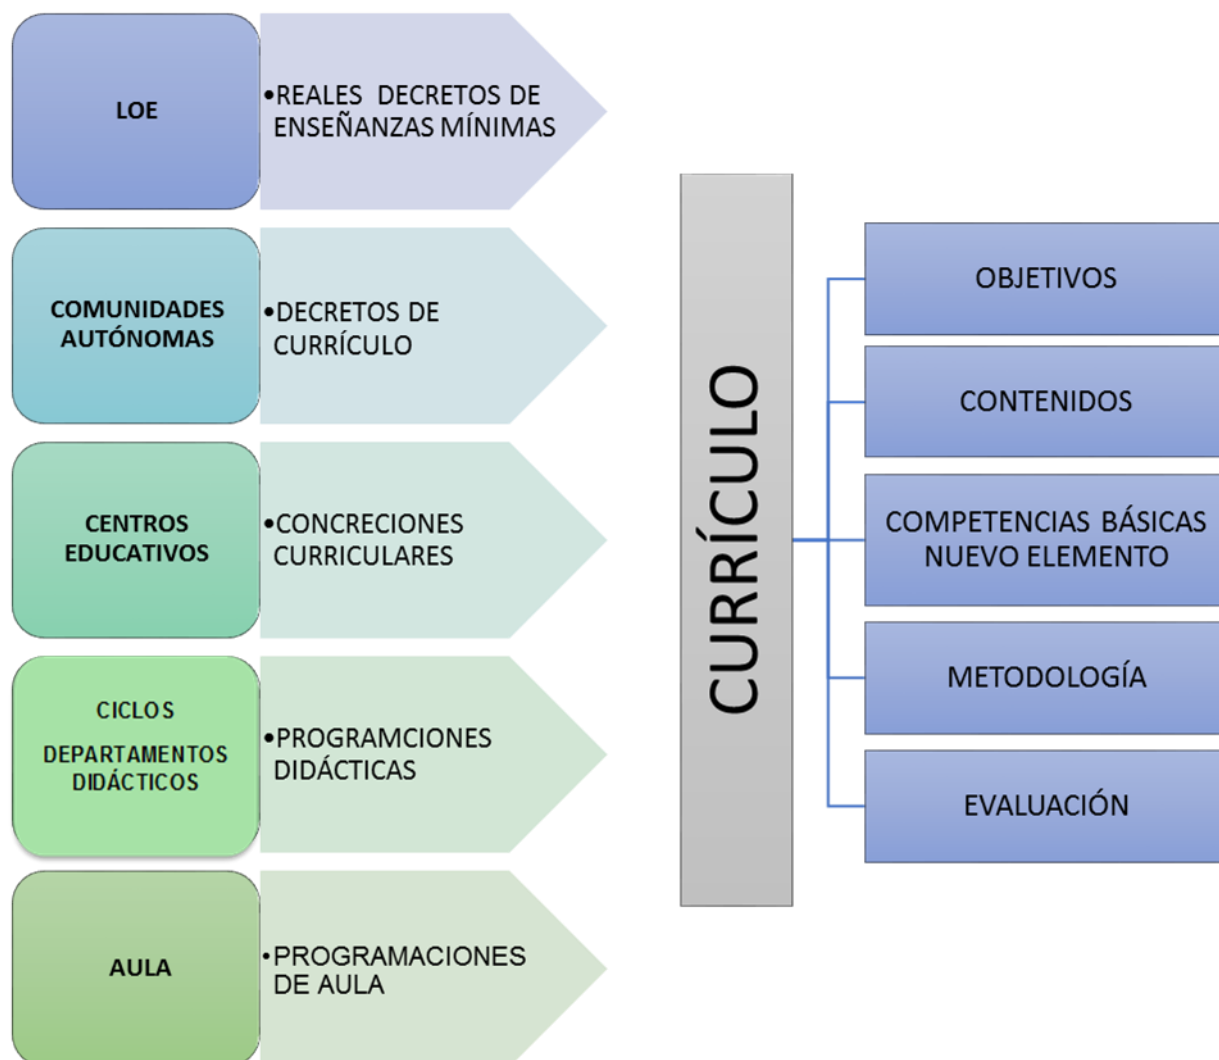 LOE
•REALES DECRETOS DE
ENSEÑANZAS MÍNIMAS
COMUNIDADES
AUTÓNOMAS
•DECRETOS DE
CURRÍCULO
CENTROS
EDUCATIVOS
•CONCRECIONES
CURRICULARES
CICLOS
DEPARTAMENTOS
DIDÁCTICOS
•PROGRAMCIONES
DIDÁCTICAS
AULA
•PROGRAMACIONES
DE AULA
CURRÍCULO
OBJETIVOS
CONTENIDOS
COMPETENCIAS BÁSICAS
NUEVO ELEMENTO
METODOLOGÍA
EVALUACIÓN